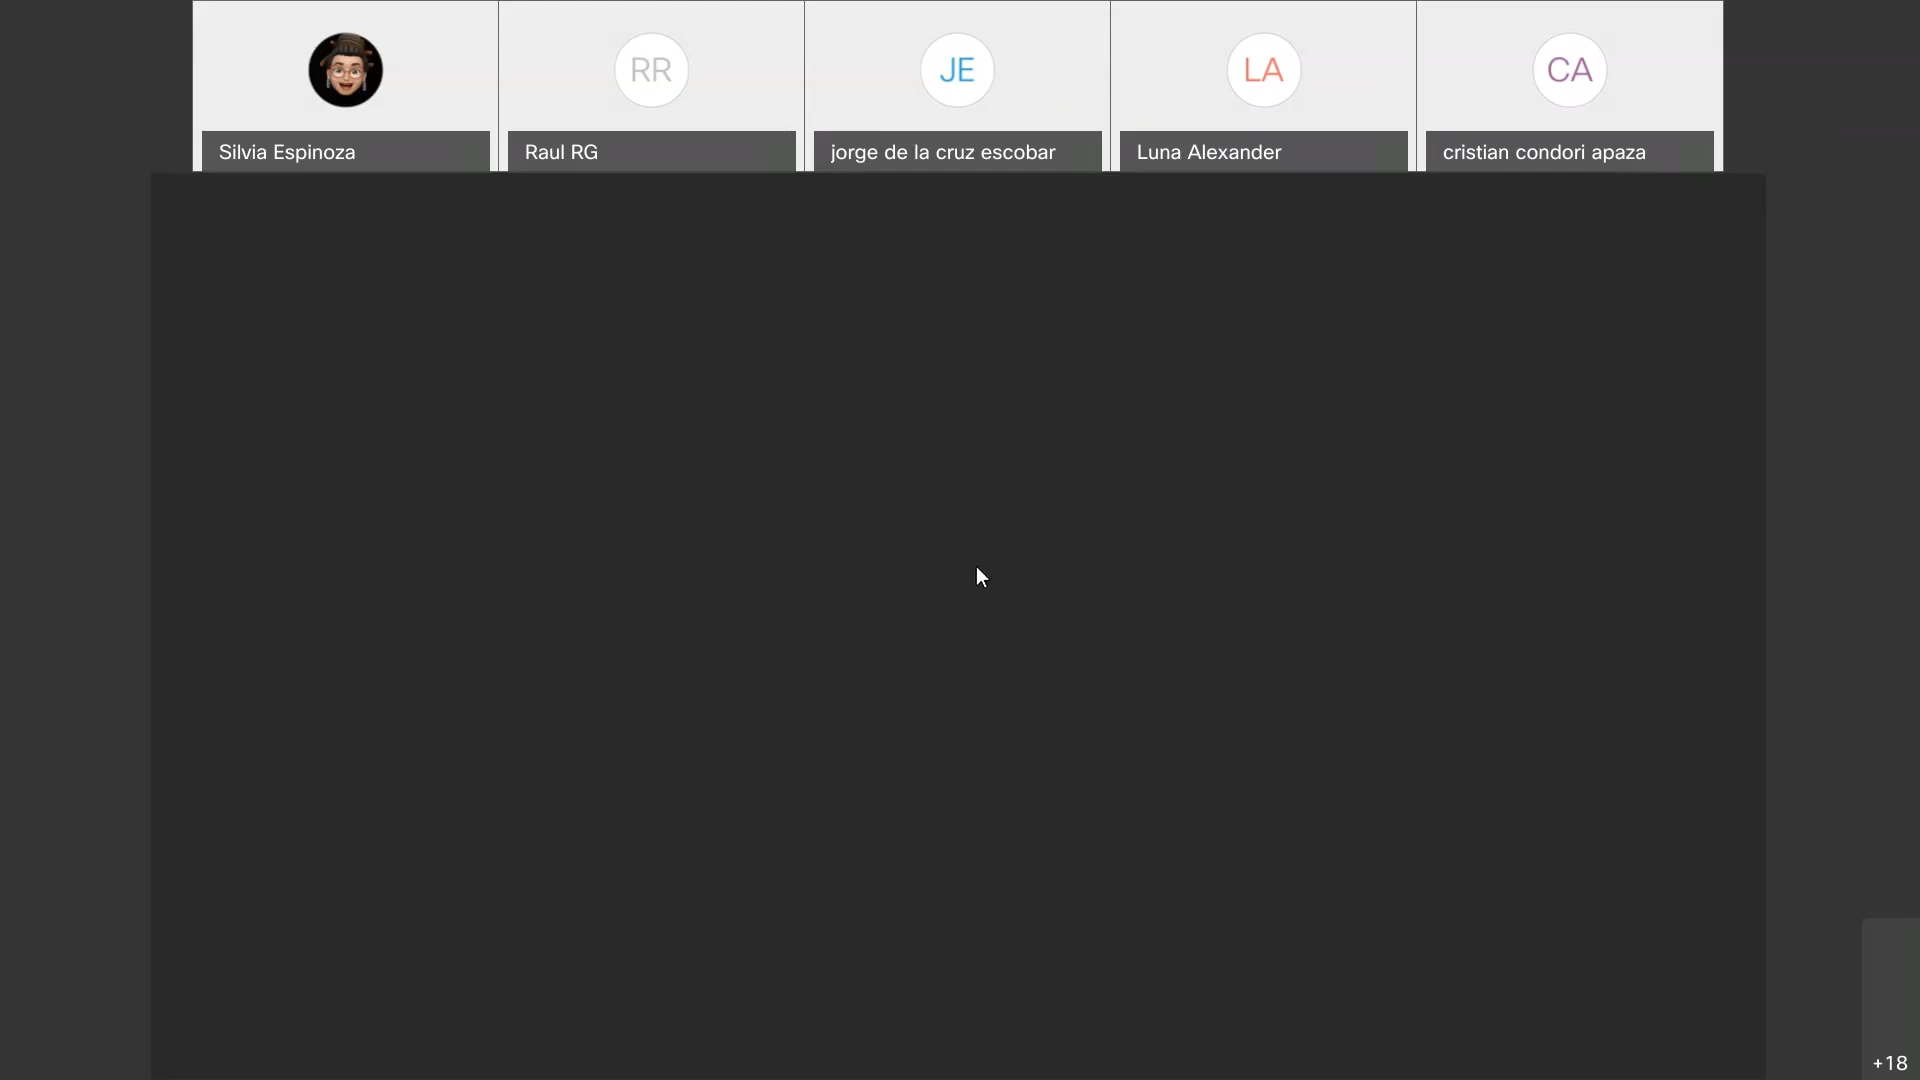 RR
JE
LA
CA
Silvia Espinoza
Raul RG
jorge de la cruz escobar
Luna Alexander
cristian condori apaza
+18